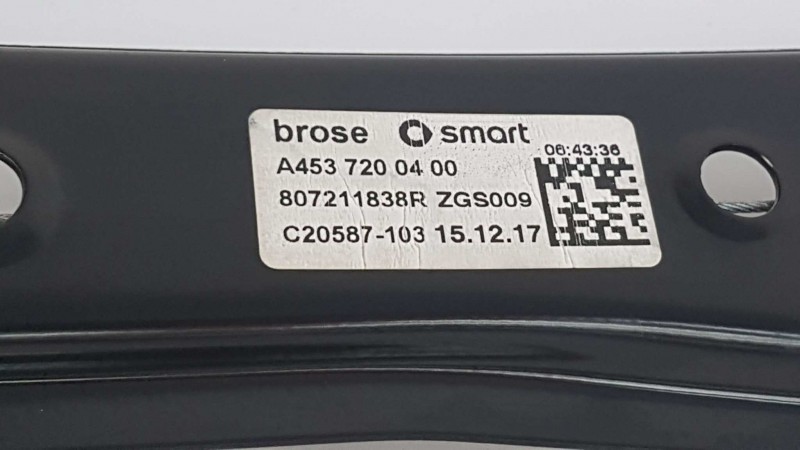 brose smart
06:43:36
A453 720 04 00
807211838R ZGS009
C20587-103 15.12.17